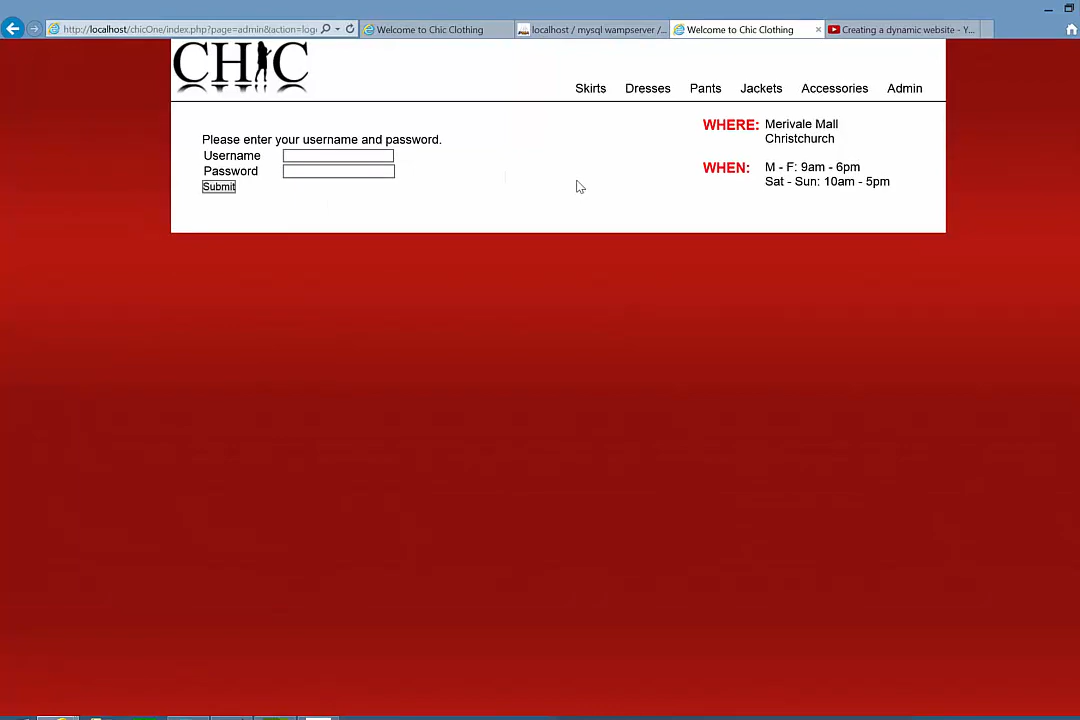 http://localhost/chicOne/index.php?page=admin&action=log
Welcome to Chic Clothing
localhost / mysql wampserver /...
Welcome to Chic Clothing
Creating a dynamic website - Y...
CHIC
Skirts Dresses Pants Jackets Accessories Admin
WHERE: Merivale Mall
Christchurch
Please enter your username and password.
Username
Password
Submit
WHEN: M - F: 9am - 6pm
Sat - Sun: 10am - 5pm